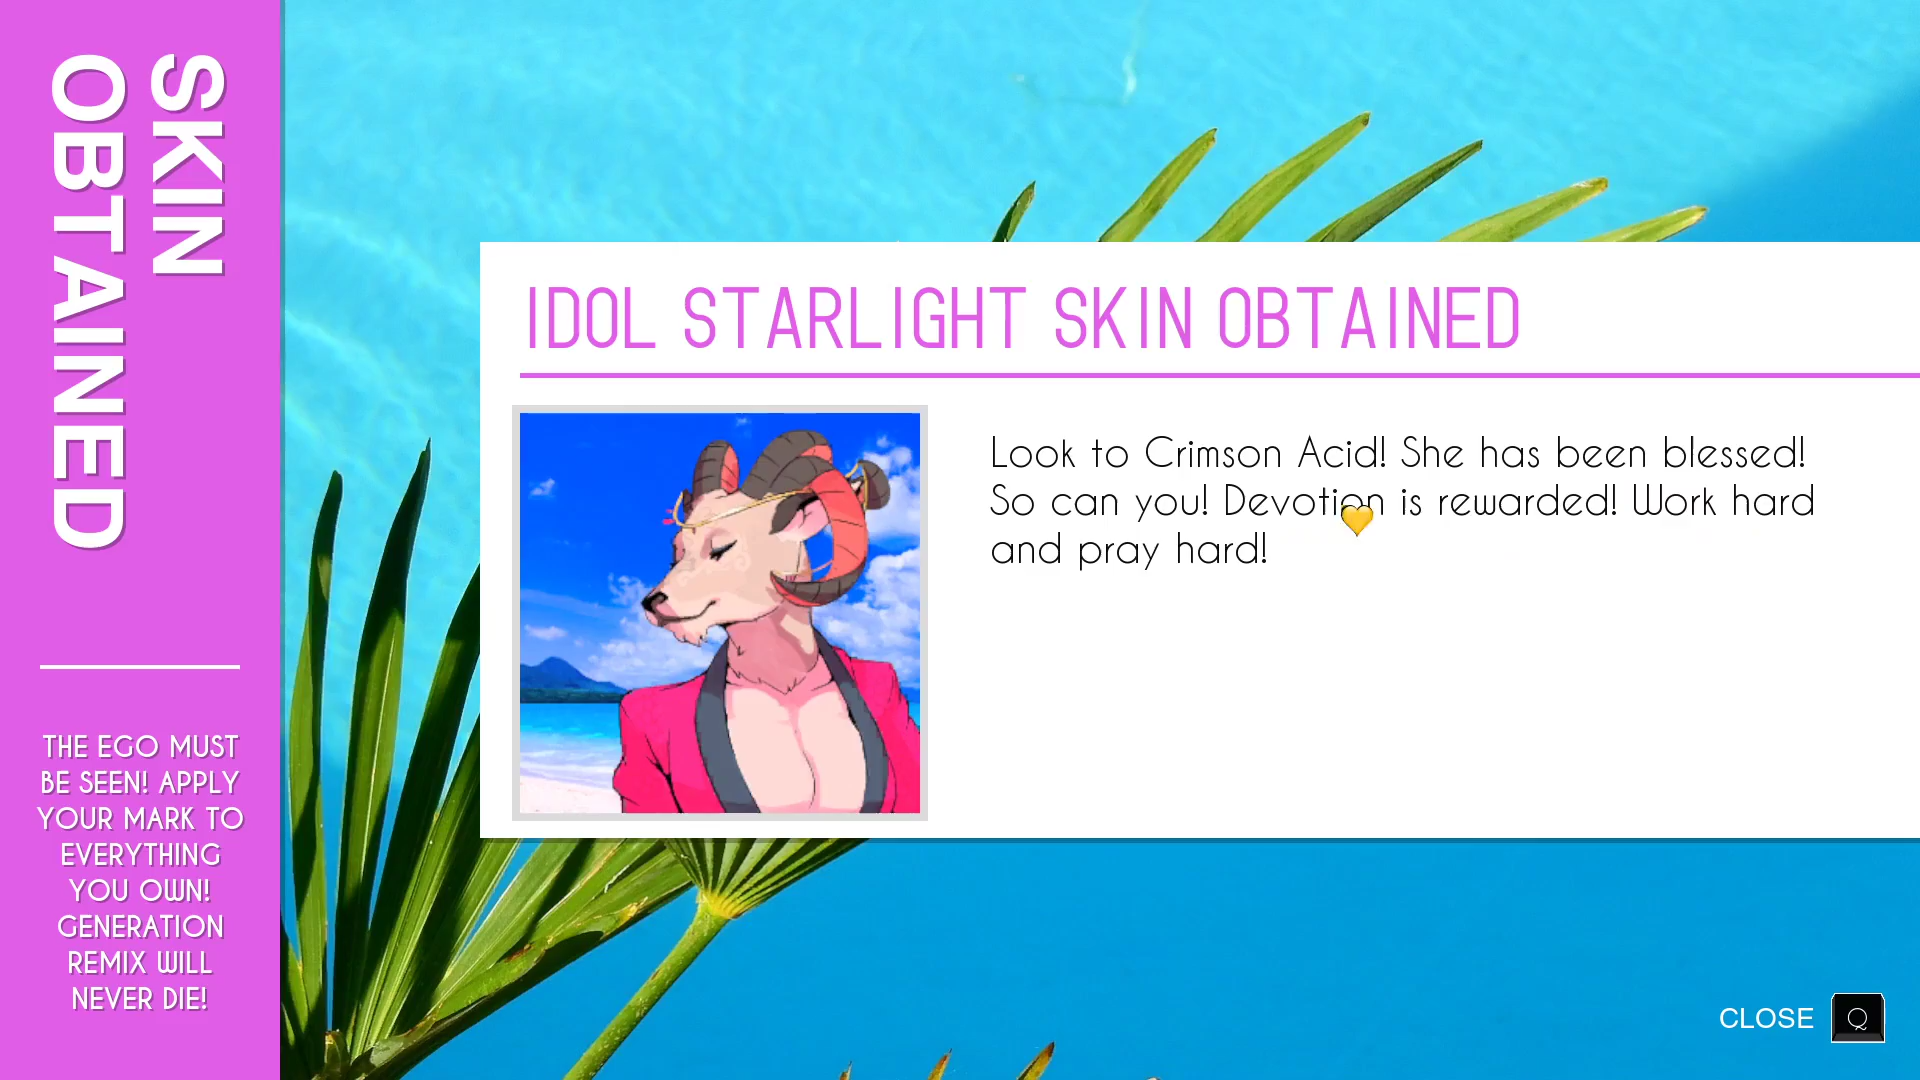 SKIN
OBTAINED
THE EGO MUST
BE SEEN! APPLY
YOUR MARK TO
EVERYTHING
YOU OWN!
GENERATION
REMIX WILL
NEVER DIE!
IDOL STARLIGHT SKIN OBTAINED
Look to Crimson Acid! She has been blessed!
So can you! Devotion is rewarded! Work hard
and pray hard!
CLOSE Q